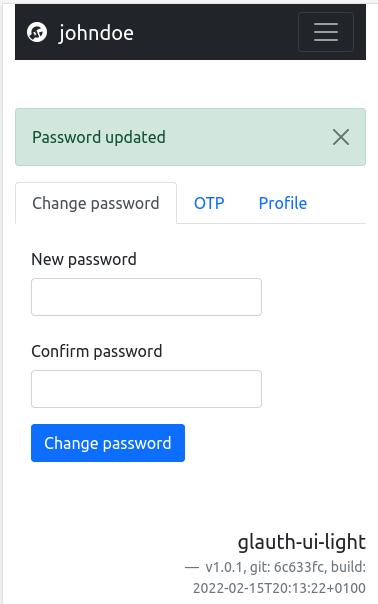 johndoe
Password updated
Change password OTP Profile
New password
Confirm password
Change password
glauth-ui-light
— v1.0.1, git: 6c633fc, build:
2022-02-15T20:13:22+0100